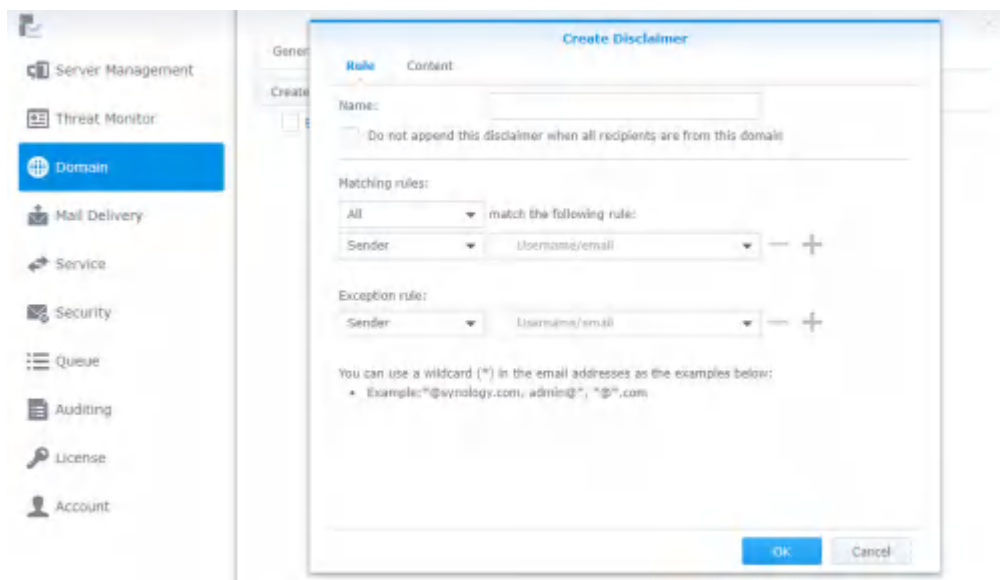 Server Management
Threat Monitor
Domain
Mail Delivery
Service
Security
Queue
Auditing
License
Account
Gener
Create
Create Disclaimer
Rule Content
Name:
Do not append this disclaimer when all recipients are from this domain
Matching rules:
All match the following rule:
Sender Username/email
Exception rule:
Sender Username/email
You can use a wildcard (*) in the email addresses as the examples below:
• Example:*@synology.com, admin@*, *@*.com
OK Cancel